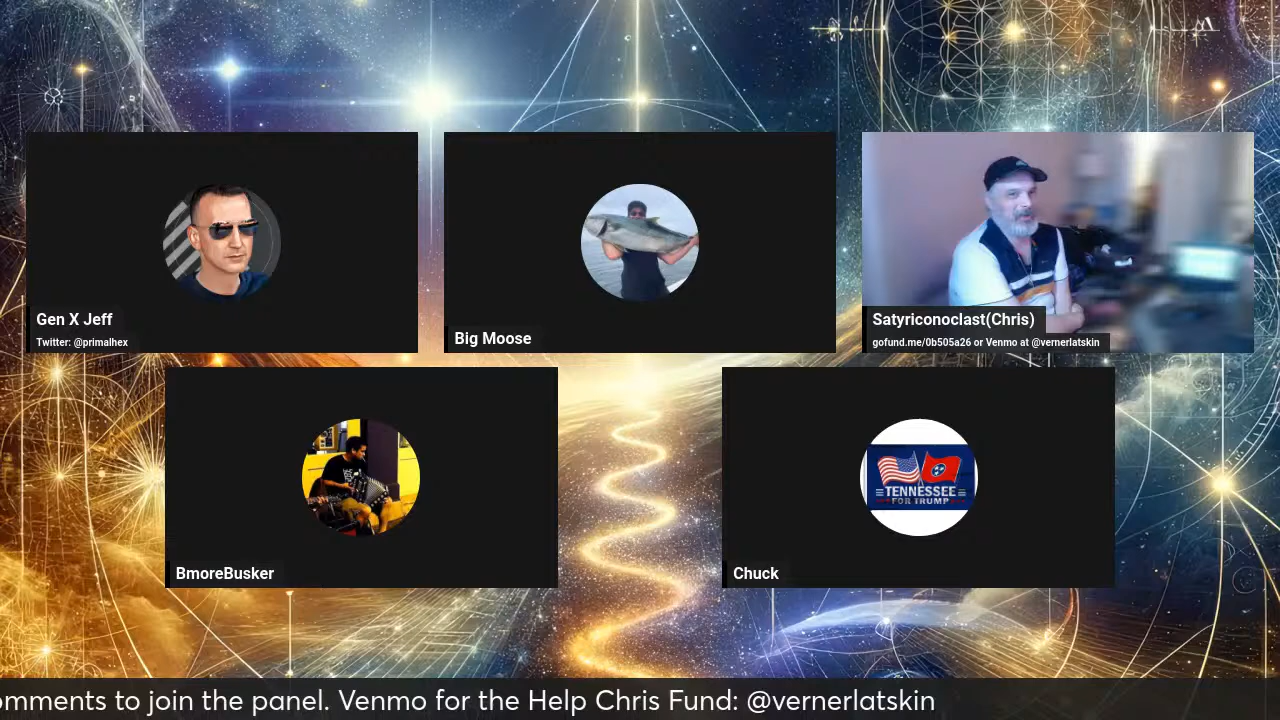 Gen X Jeff
Twitter: @primalhex
Big Moose
Satyriconoclast(Chris)
gofund.me/0b505a26 or Venmo at @vernerlatskin
BmoreBusker
TENNESSEE
FOR TRUMP
Chuck
omments to join the panel. Venmo for the Help Chris Fund: @vernerlatskin